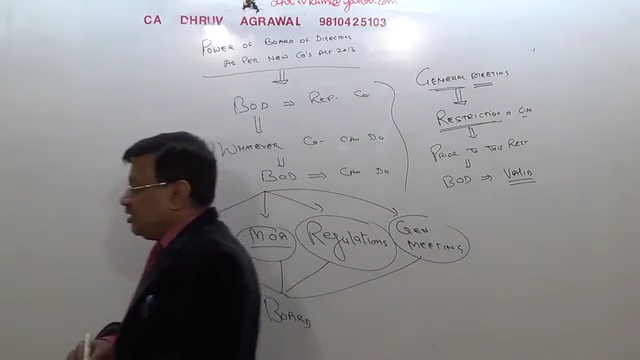 CA DHRUV AGRAWAL 9810425103
POWER OF BOARD OF DIRECTORS
AS PER NEW CO'S ACT 2013
BOD ⇒ REP. CO
WHATEVER CO CAN DO
BOD ⇒ CAN DO
MOA
REGULATIONS
GEN. MEETING
BOARD
GENERAL MEETING
RESTRICTION = GM
PRIOR TO THIS REST
BOD ⇒ VALID